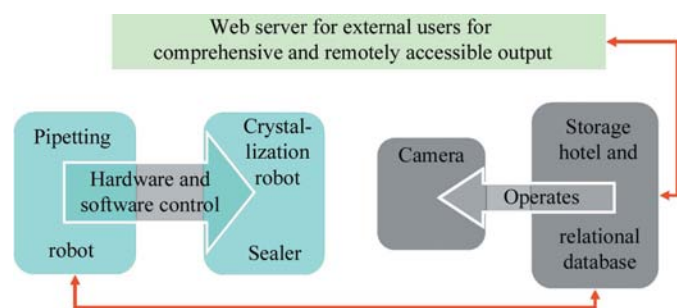 Web server for external users for
comprehensive and remotely accessible output
Pipetting
robot
Hardware and
software control
Crystal-
lization
robot
Sealer
Camera
Operates
Storage
hotel and
relational
database